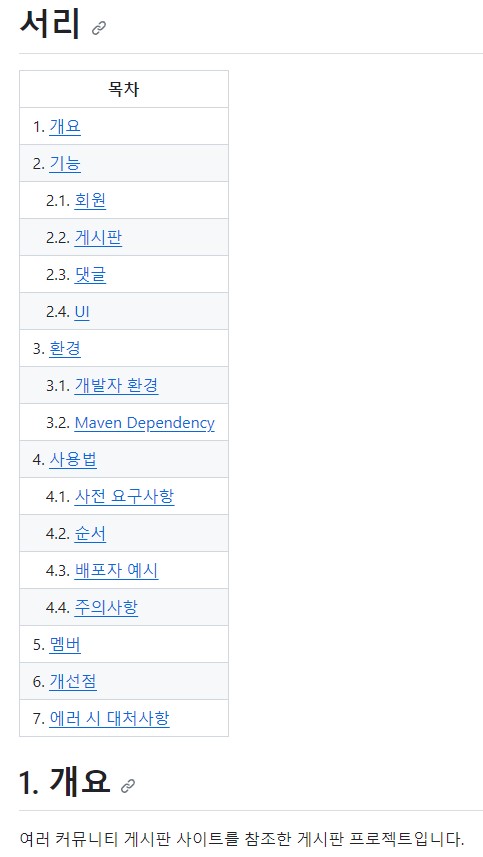 서리
목차
1. 개요
2. 기능
2.1. 회원
2.2. 게시판
2.3. 댓글
2.4. UI
3. 환경
3.1. 개발자 환경
3.2. Maven Dependency
4. 사용법
4.1. 사전 요구사항
4.2. 순서
4.3. 배포자 예시
4.4. 주의사항
5. 멤버
6. 개선점
7. 에러 시 대처사항
1. 개요
여러 커뮤니티 게시판 사이트를 참조한 게시판 프로젝트입니다.